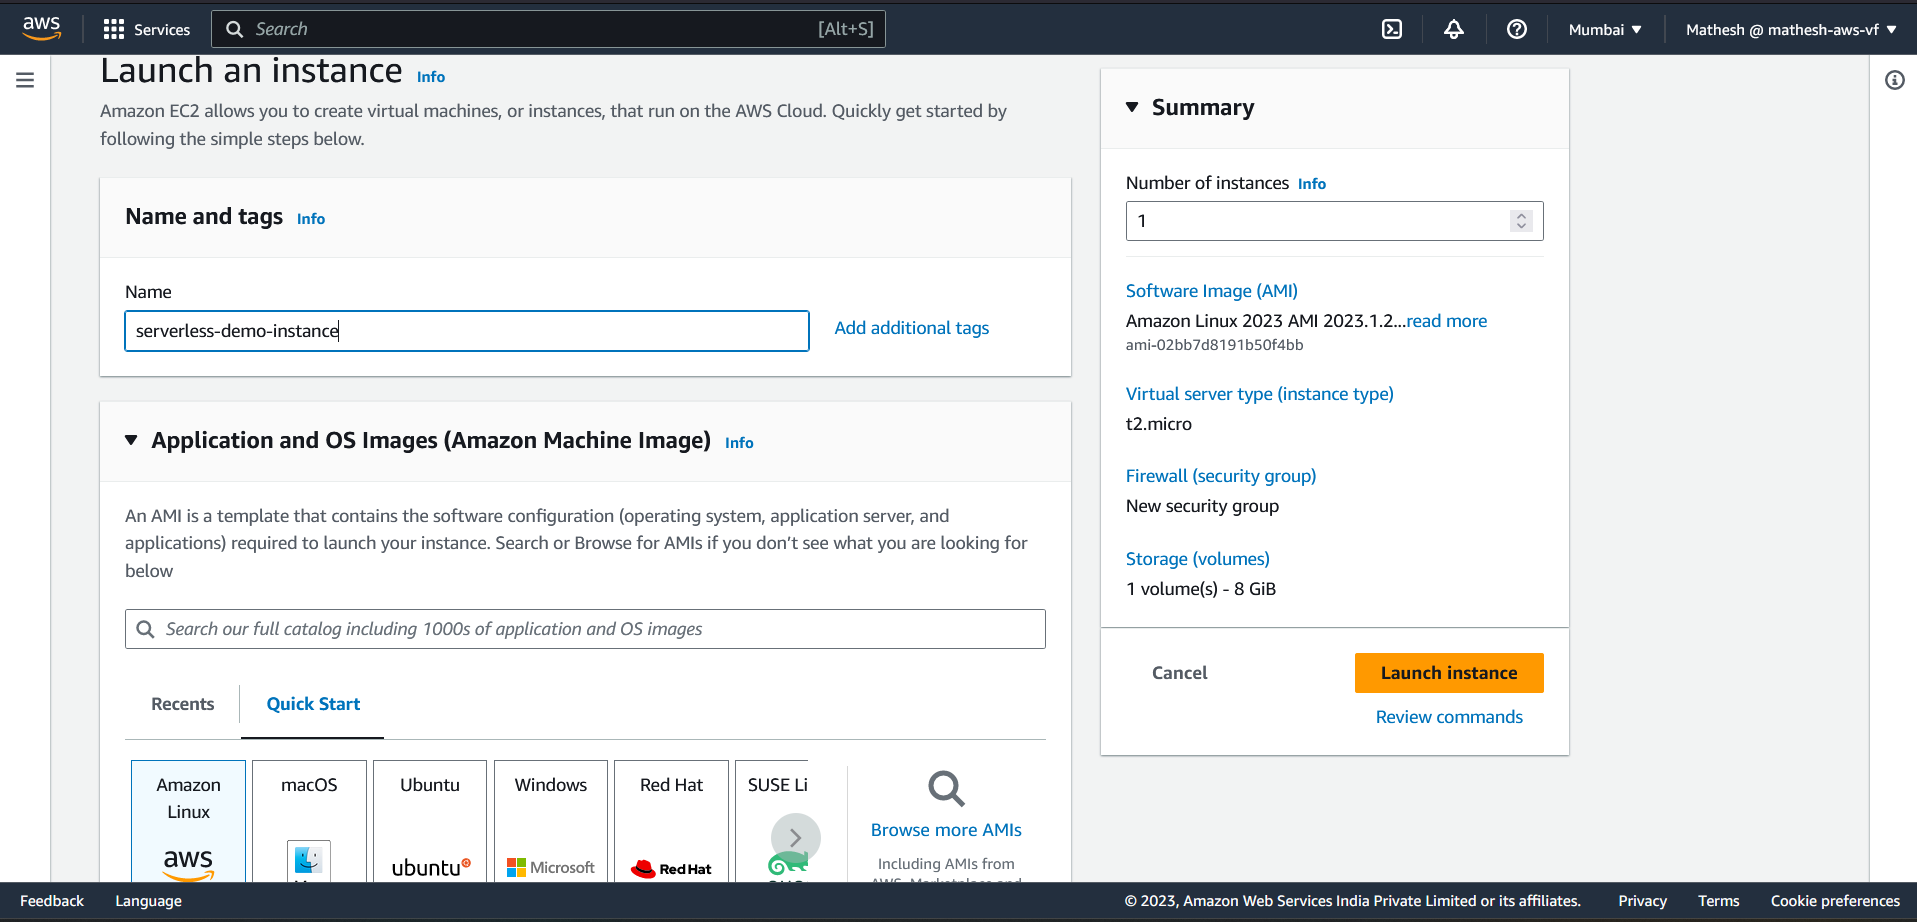 aws
Services
Search
[Alt+S]
Mumbai
Mathesh @ mathesh-aws-vf
Launch an instance Info
Amazon EC2 allows you to create virtual machines, or instances, that run on the AWS Cloud. Quickly get started by
following the simple steps below.
Name and tags Info
Name
serverless-demo-instance
Add additional tags
Application and OS Images (Amazon Machine Image) Info
An AMI is a template that contains the software configuration (operating system, application server, and
applications) required to launch your instance. Search or Browse for AMIs if you don’t see what you are looking for
below
Search our full catalog including 1000s of application and OS images
Recents
Quick Start
Amazon
Linux
aws
macOS
Ubuntu
ubuntu
Windows
Microsoft
Red Hat
Red Hat
SUSE Li
Browse more AMIs
Including AMIs from
Summary
Number of instances Info
1
Software Image (AMI)
Amazon Linux 2023 AMI 2023.1.2...read more
ami-02bb7d8191b50f4bb
Virtual server type (instance type)
t2.micro
Firewall (security group)
New security group
Storage (volumes)
1 volume(s) - 8 GiB
Cancel
Launch instance
Review commands
Feedback
Language
© 2023, Amazon Web Services India Private Limited or its affiliates.
Privacy
Terms
Cookie preferences